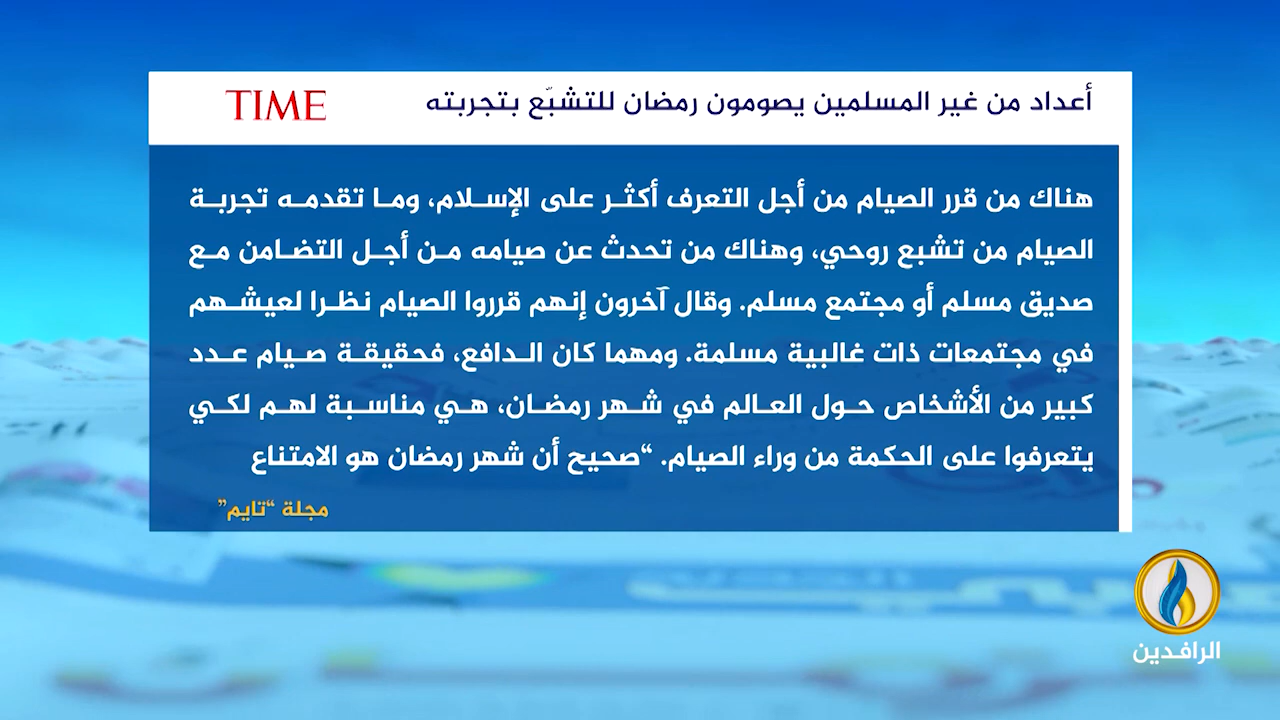 أعداد من غير المسلمين يصومون رمضان للتشبّع بتجربته
TIME
هناك من قرر الصيام من أجل التعرف أكثر على الإسلام، وما تقدمه تجربة
الصيام من تشبع روحي، وهناك من تحدث عن صيامه من أجل التضامن مع
صديق مسلم أو مجتمع مسلم. وقال آخرون إنهم قرروا الصيام نظرا لعيشهم
في مجتمعات ذات غالبية مسلمة. ومهما كان الدافع، فحقيقة صيام عدد
كبير من الأشخاص حول العالم في شهر رمضان، هي مناسبة لهم لكي
يتعرفوا على الحكمة من وراء الصيام. “صحيح أن شهر رمضان هو الامتناع
مجلة “تايم”
الرافدين